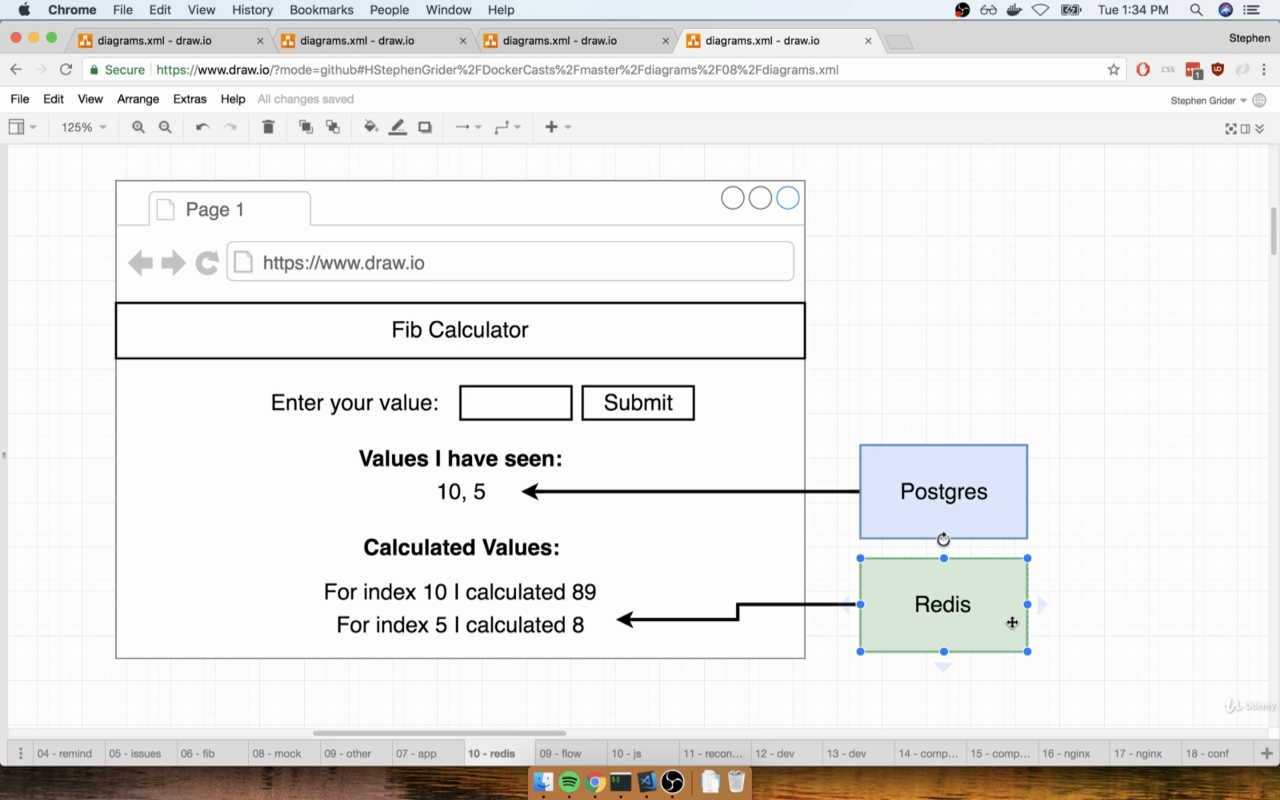 Chrome File Edit View History Bookmarks People Window Help Tue 1:34 PM
diagrams.xml - draw.io diagrams.xml - draw.io diagrams.xml - draw.io diagrams.xml - draw.io Stephen
Secure https://www.draw.io/?mode=github#HStephenGrider%2FDockerCasts%2Fmaster%2Fdiagrams%2F08%2Fdiagrams.xml CSS 1
File Edit View Arrange Extras Help All changes saved Stephen Grider
125%
Page 1
https://www.draw.io
Fib Calculator
Enter your value: Submit
Values I have seen:
10, 5
Postgres
Calculated Values:
For index 10 I calculated 89
For index 5 I calculated 8
Redis
Udemy
04 - remind 05 - issues 06 - fib 08 - mock 09 - other 07 - app 10 - redis 09 - flow 10 - js 11 - recon... 12 - dev 13 - dev 14 - comp... 15 - comp... 16 - nginx 17 - nginx 18 - conf